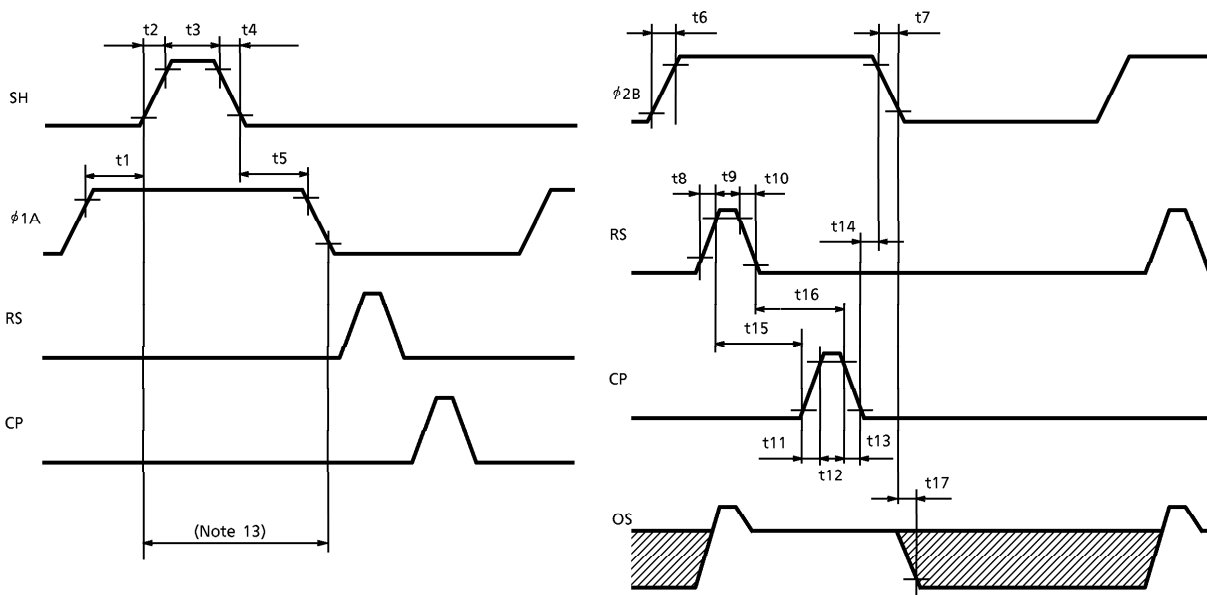 t2 t3 t4
SH
t1 t5
ϕ1A
RS
CP
(Note 13)
t6 t7
ϕ2B
t8 t9 t10
RS
t14
t16
t15
CP
t11 t13
t12
t17
OS